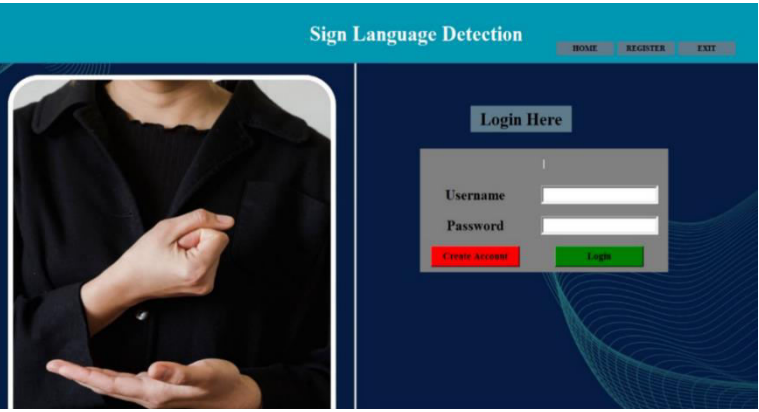 Sign Language Detection
HOME REGISTER EXIT
Login Here
Username
Password
Create Account Login